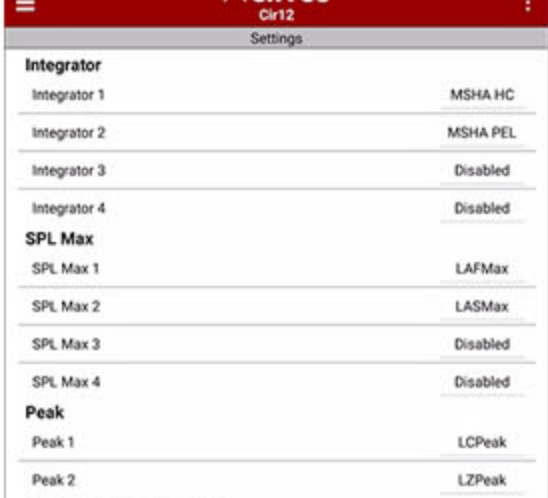 Cir12
Settings
Integrator
Integrator 1 MSHA HC
Integrator 2 MSHA PEL
Integrator 3 Disabled
Integrator 4 Disabled
SPL Max
SPL Max 1 LAFMax
SPL Max 2 LASMax
SPL Max 3 Disabled
SPL Max 4 Disabled
Peak
Peak 1 LCPeak
Peak 2 LZPeak